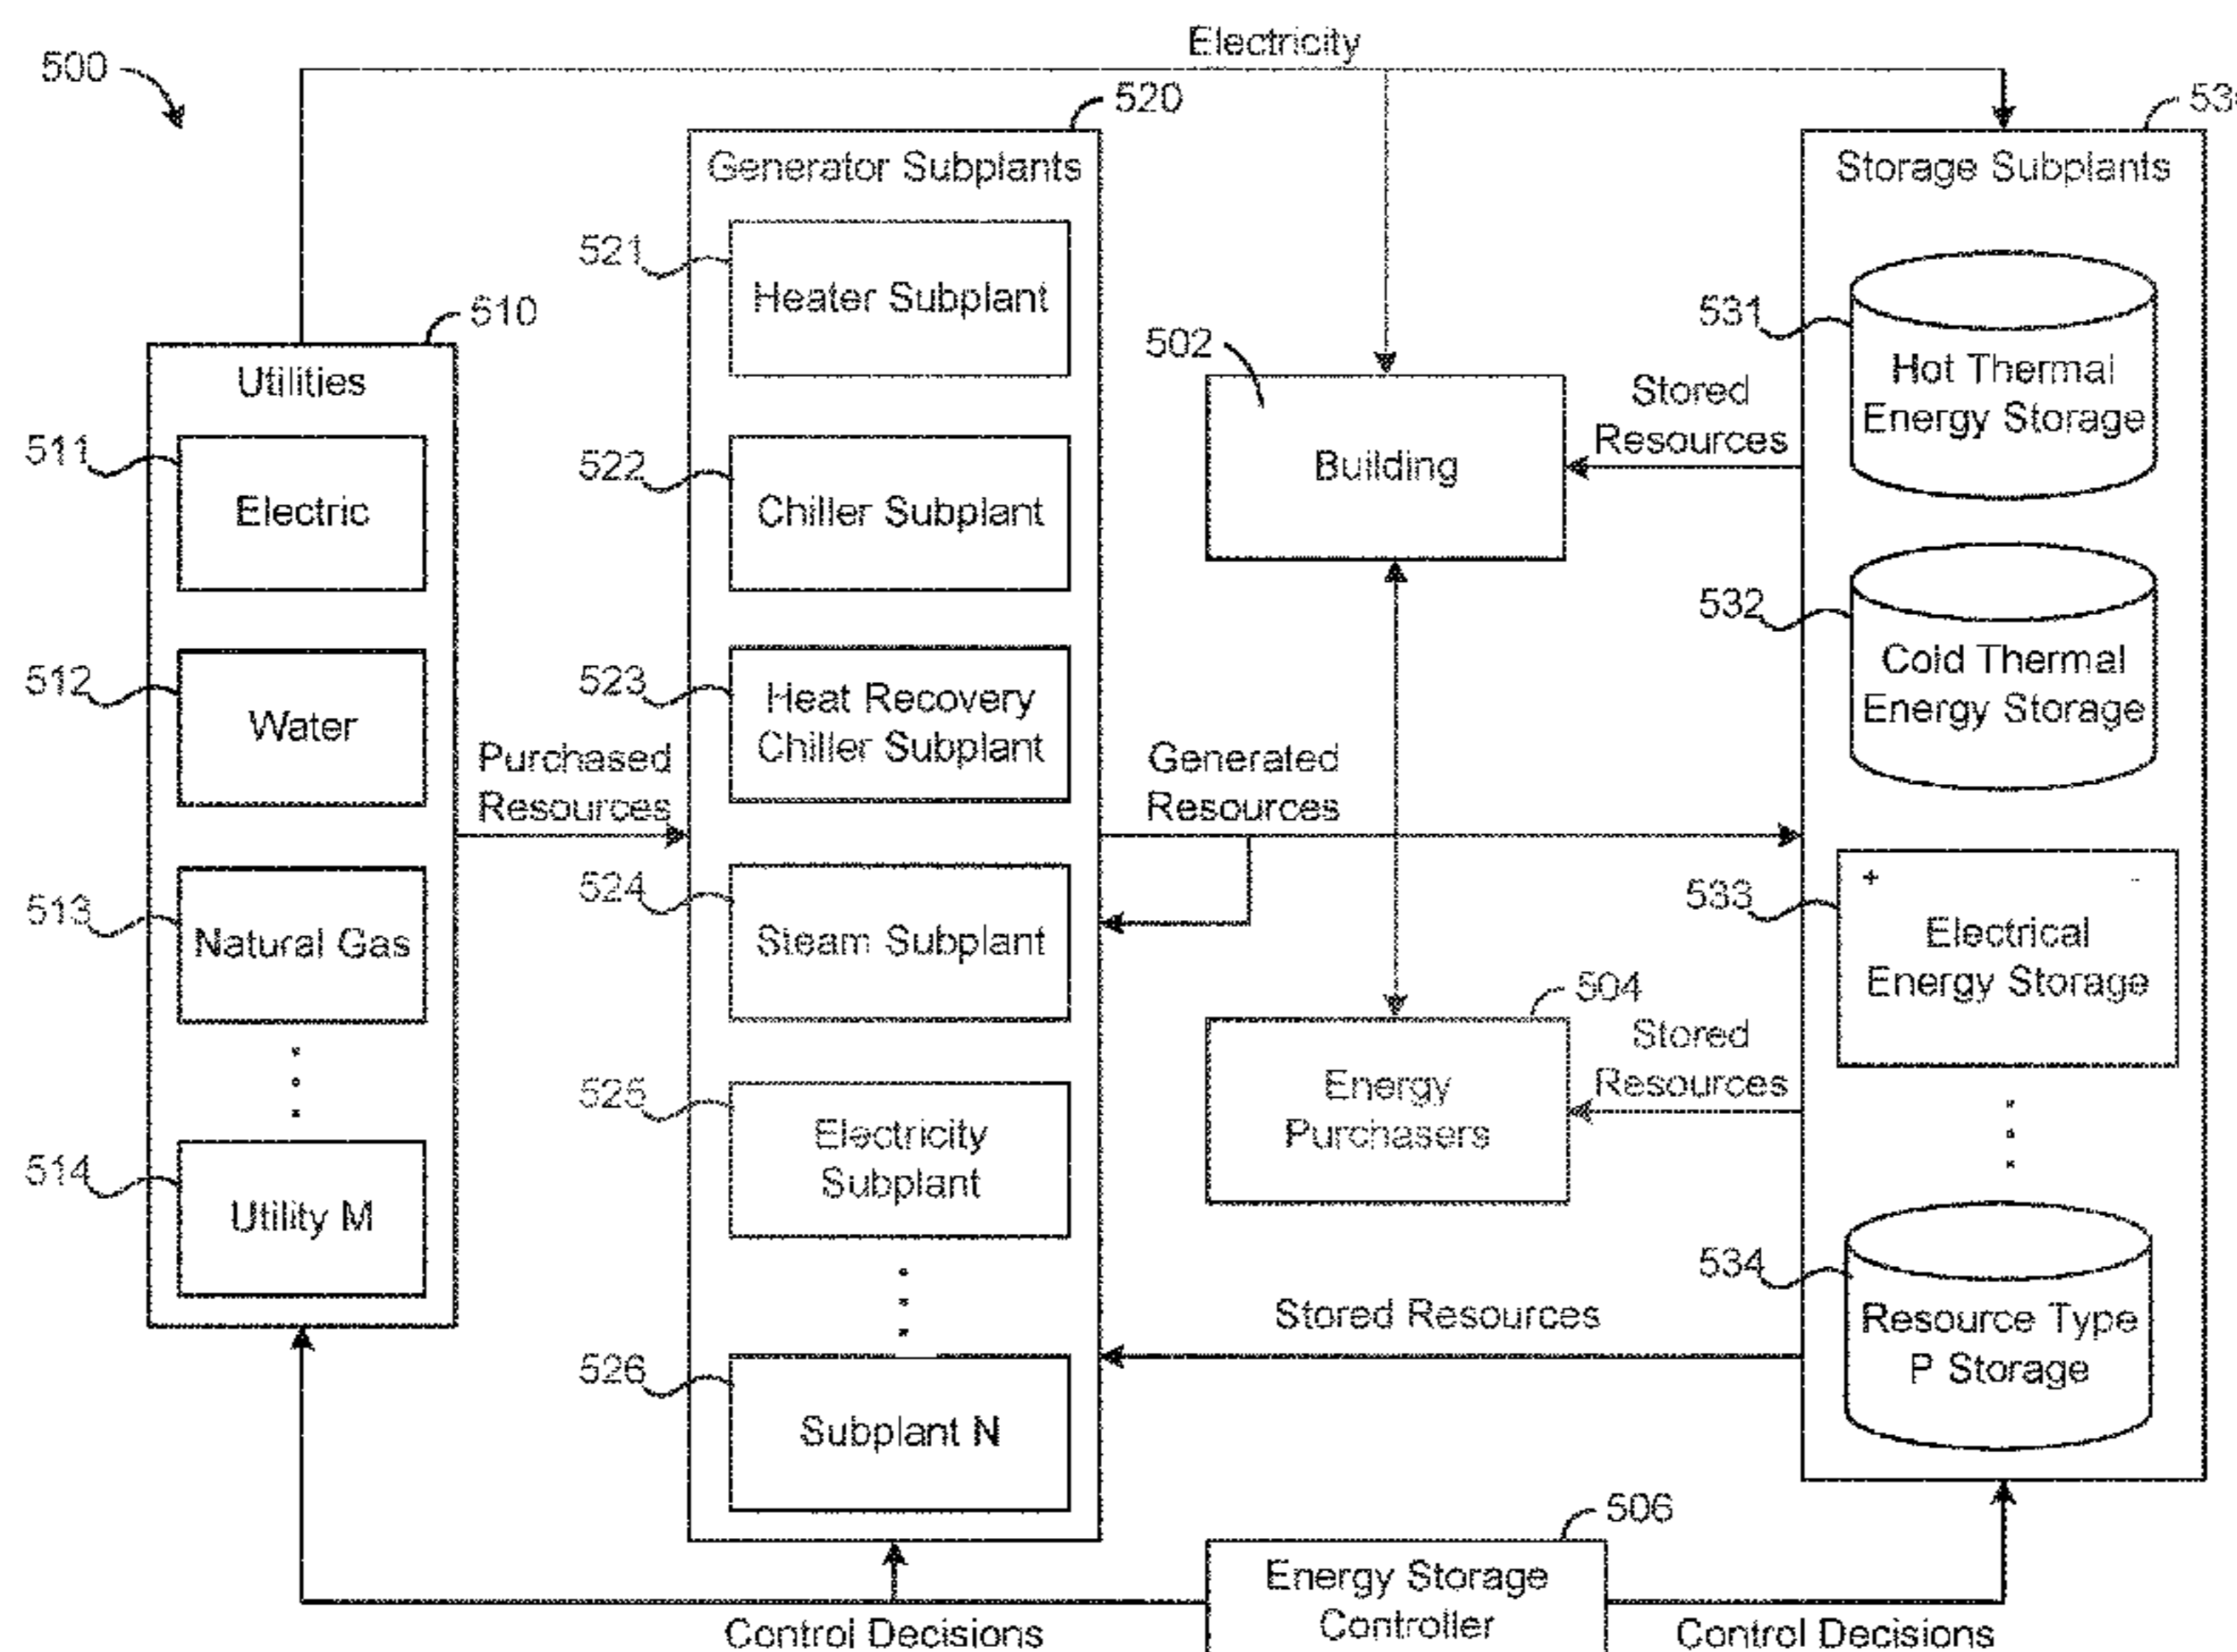 Electricity
500
520
Generator Subplants
Storage Subplants
521
Heater Subplant
510
Utilities
531
Hot Thermal
Energy Storage
502
Building
Stored
Resources
511
Electric
522
Chiller Subplant
532
Cold Thermal
Energy Storage
512
Water
523
Heat Recovery
Chiller Subplant
Purchased
Resources
Generated
Resources
513
Natural Gas
524
Steam Subplant
533
+
-
Electrical
Energy Storage
504
Energy
Purchasers
Stored
Resources
525
Electricity
Subplant
514
Utility M
534
Resource Type
P Storage
Stored Resources
526
Subplant N
506
Energy Storage
Controller
Control Decisions
Control Decisions